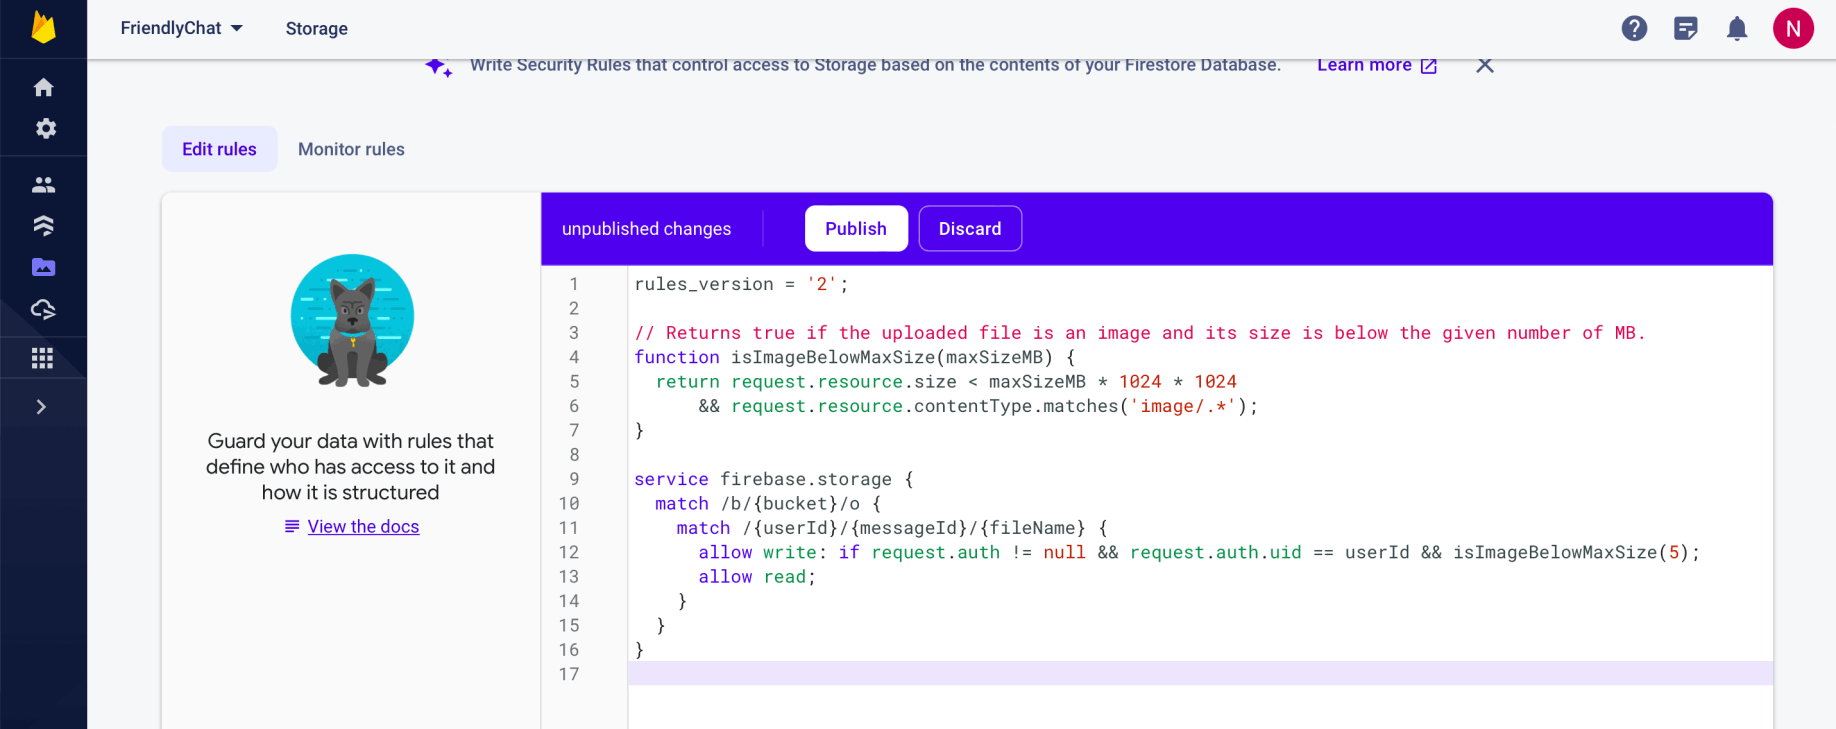 FriendlyChat
Storage
N
Write Security Rules that control access to Storage based on the contents of your Firestore Database.
Learn more
Edit rules
Monitor rules
Guard your data with rules that
define who has access to it and
how it is structured
View the docs
unpublished changes
Publish
Discard
1 rules_version = '2';
2
3 // Returns true if the uploaded file is an image and its size is below the given number of MB.
4 function isImageBelowMaxSize(maxSizeMB) {
5   return request.resource.size < maxSizeMB * 1024 * 1024
6       && request.resource.contentType.matches('image/.*');
7 }
8
9 service firebase.storage {
10   match /b/{bucket}/o {
11     match /{userId}/{messageId}/{fileName} {
12       allow write: if request.auth != null && request.auth.uid == userId && isImageBelowMaxSize(5);
13       allow read;
14     }
15   }
16 }
17